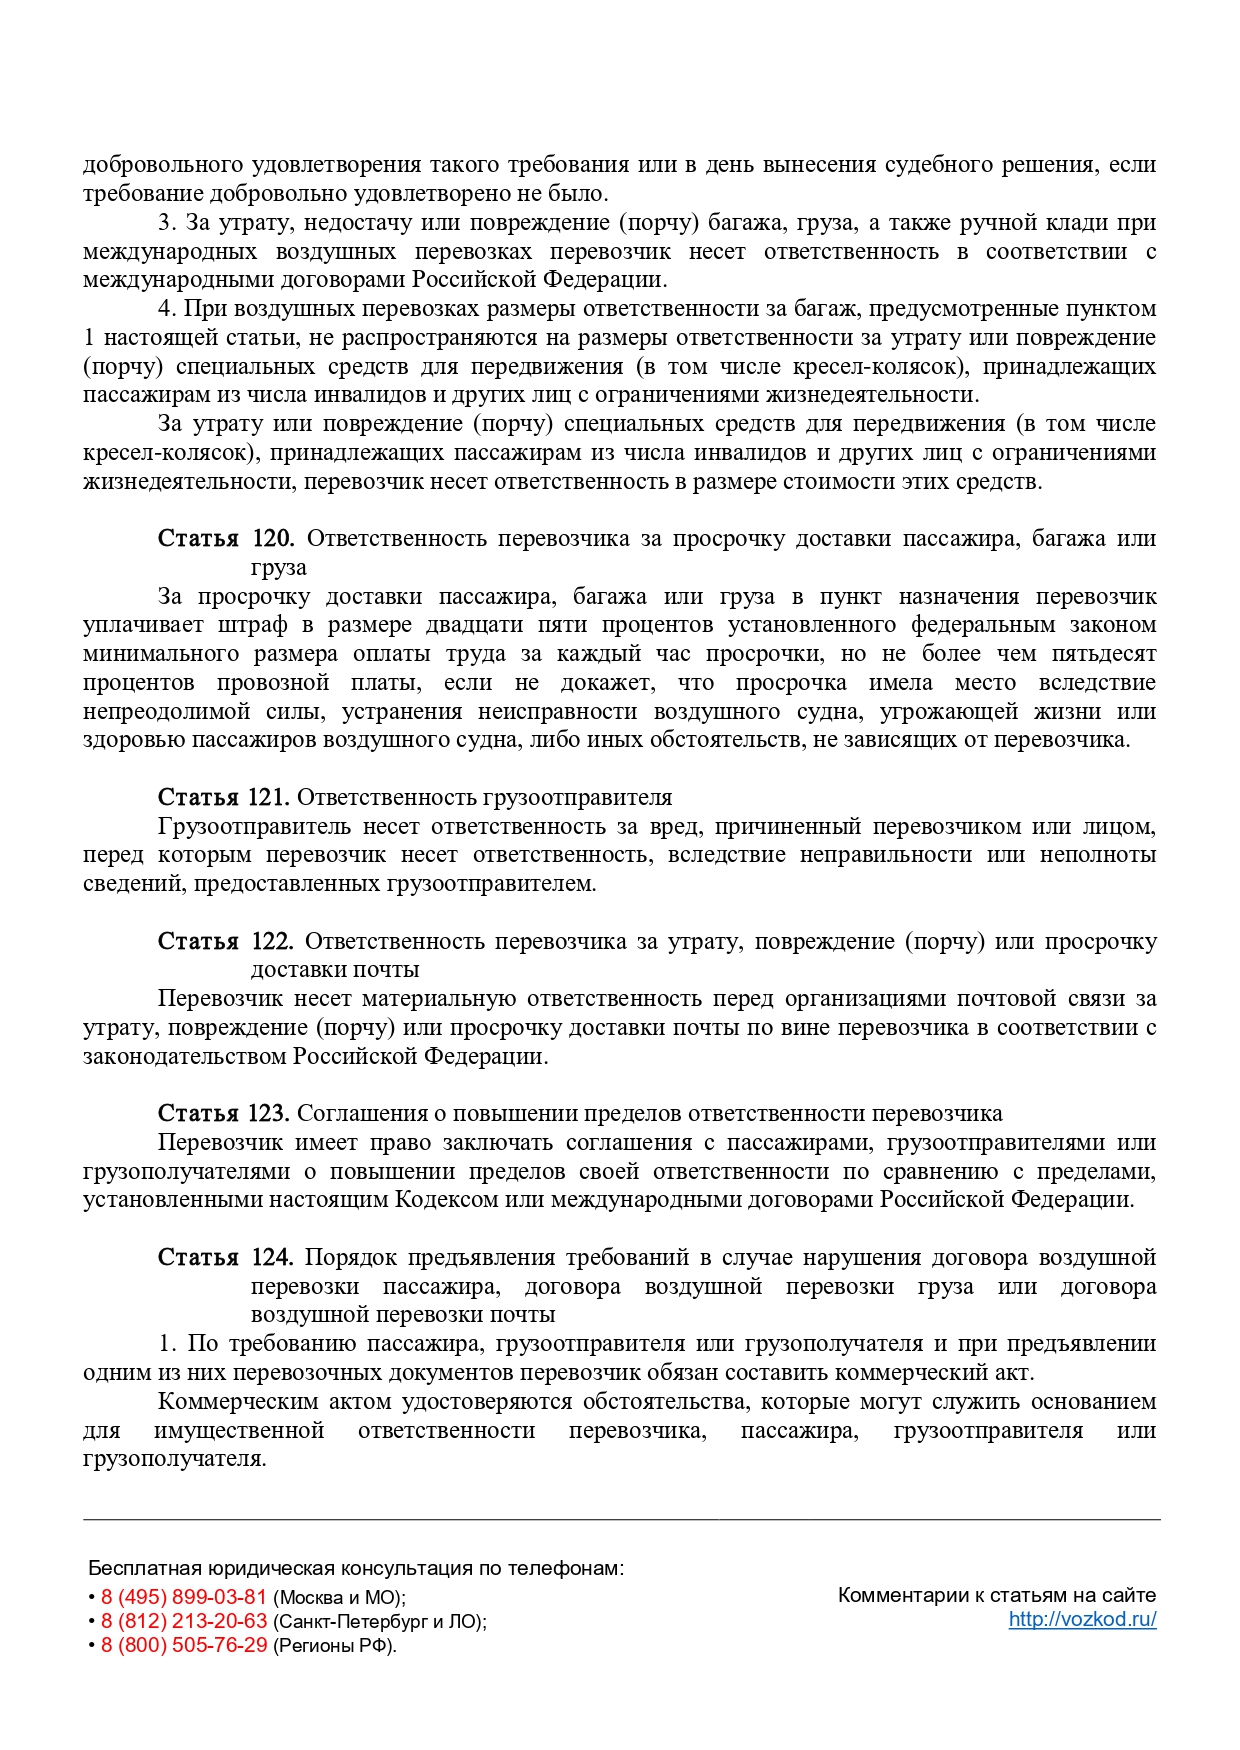 добровольного удовлетворения такого требования или в день вынесения судебного решения, если
требование добровольно удовлетворено не было.
3. За утрату, недостачу или повреждение (порчу) багажа, груза, а также ручной клади при
международных воздушных перевозках перевозчик несет ответственность в соответствии с
международными договорами Российской Федерации.
4. При воздушных перевозках размеры ответственности за багаж, предусмотренные пунктом
1 настоящей статьи, не распространяются на размеры ответственности за утрату или повреждение
(порчу) специальных средств для передвижения (в том числе кресел-колясок), принадлежащих
пассажирам из числа инвалидов и других лиц с ограничениями жизнедеятельности.
За утрату или повреждение (порчу) специальных средств для передвижения (в том числе
кресел-колясок), принадлежащих пассажирам из числа инвалидов и других лиц с ограничениями
жизнедеятельности, перевозчик несет ответственность в размере стоимости этих средств.
Статья 120. Ответственность перевозчика за просрочку доставки пассажира, багажа или
груза
За просрочку доставки пассажира, багажа или груза в пункт назначения перевозчик
уплачивает штраф в размере двадцати пяти процентов установленного федеральным законом
минимального размера оплаты труда за каждый час просрочки, но не более чем пятьдесят
процентов провозной платы, если не докажет, что просрочка имела место вследствие
непреодолимой силы, устранения неисправности воздушного судна, угрожающей жизни или
здоровью пассажиров воздушного судна, либо иных обстоятельств, не зависящих от перевозчика.
Статья 121. Ответственность грузоотправителя
Грузоотправитель несет ответственность за вред, причиненный перевозчиком или лицом,
перед которым перевозчик несет ответственность, вследствие неправильности или неполноты
сведений, предоставленных грузоотправителем.
Статья 122. Ответственность перевозчика за утрату, повреждение (порчу) или просрочку
доставки почты
Перевозчик несет материальную ответственность перед организациями почтовой связи за
утрату, повреждение (порчу) или просрочку доставки почты по вине перевозчика в соответствии с
законодательством Российской Федерации.
Статья 123. Соглашения о повышении пределов ответственности перевозчика
Перевозчик имеет право заключать соглашения с пассажирами, грузоотправителями или
грузополучателями о повышении пределов своей ответственности по сравнению с пределами,
установленными настоящим Кодексом или международными договорами Российской Федерации.
Статья 124. Порядок предъявления требований в случае нарушения договора воздушной
перевозки пассажира, договора воздушной перевозки груза или договора
воздушной перевозки почты
1. По требованию пассажира, грузоотправителя или грузополучателя и при предъявлении
одним из них перевозочных документов перевозчик обязан составить коммерческий акт.
Коммерческим актом удостоверяются обстоятельства, которые могут служить основанием
для имущественной ответственности перевозчика, пассажира, грузоотправителя или
грузополучателя.
Бесплатная юридическая консультация по телефонам:
• 8 (495) 899-03-81 (Москва и МО);
• 8 (812) 213-20-63 (Санкт-Петербург и ЛО);
• 8 (800) 505-76-29 (Регионы РФ).
Комментарии к статьям на сайте
http://vozkod.ru/